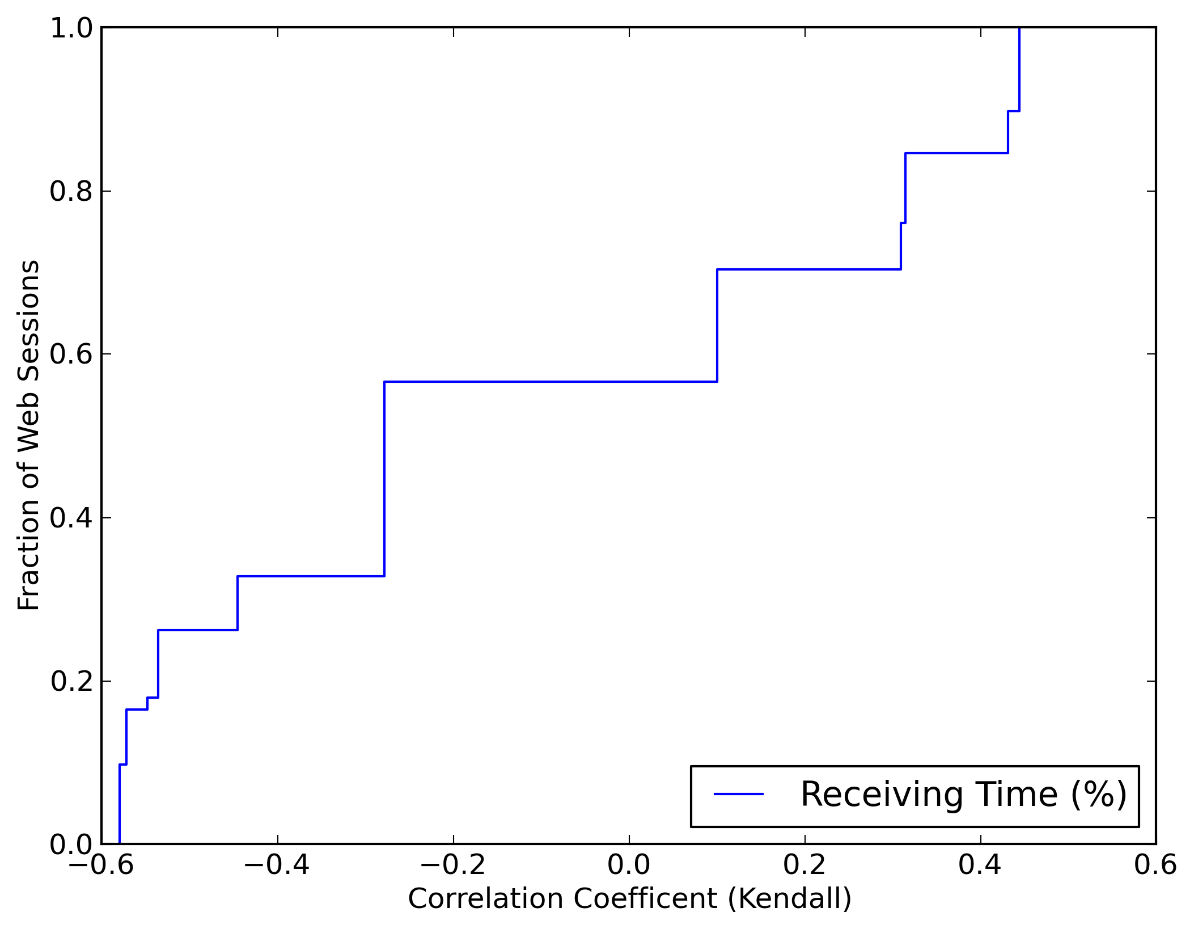 1.0
0.8
0.6
0.4
0.2
0.0
Fraction of Web Sessions
Receiving Time (%)
−0.6 −0.4 −0.2 0.0 0.2 0.4 0.6
Correlation Coefficent (Kendall)